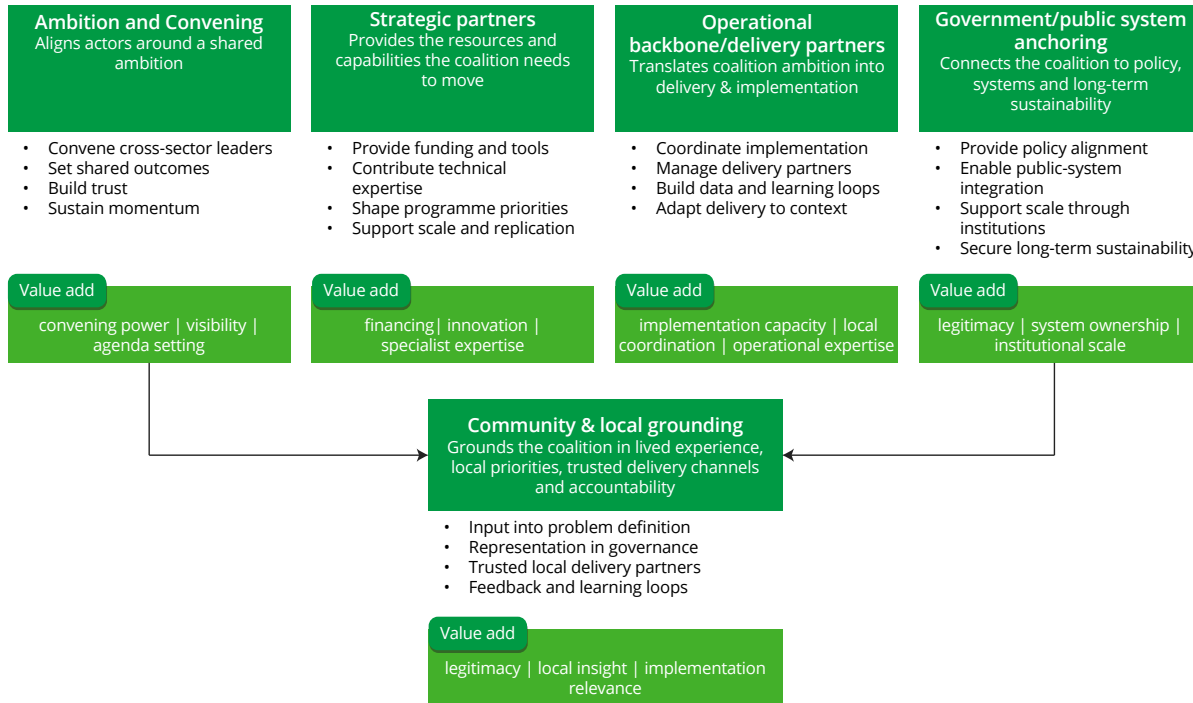 Ambition and Convening
Aligns actors around a shared
ambition
• Convene cross-sector leaders
• Set shared outcomes
• Build trust
• Sustain momentum
Value add
convening power | visibility |
agenda setting
Strategic partners
Provides the resources and
capabilities the coalition needs
to move
• Provide funding and tools
• Contribute technical
expertise
• Shape programme priorities
• Support scale and replication
Value add
financing| innovation |
specialist expertise
Operational
backbone/delivery partners
Translates coalition ambition into
delivery & implementation
• Coordinate implementation
• Manage delivery partners
• Build data and learning loops
• Adapt delivery to context
Value add
implementation capacity | local
coordination | operational expertise
Government/public system
anchoring
Connects the coalition to policy,
systems and long-term
sustainability
• Provide policy alignment
• Enable public-system
integration
• Support scale through
institutions
• Secure long-term sustainability
Value add
legitimacy | system ownership |
institutional scale
Community & local grounding
Grounds the coalition in lived experience,
local priorities, trusted delivery channels
and accountability
• Input into problem definition
• Representation in governance
• Trusted local delivery partners
• Feedback and learning loops
Value add
legitimacy | local insight | implementation
relevance